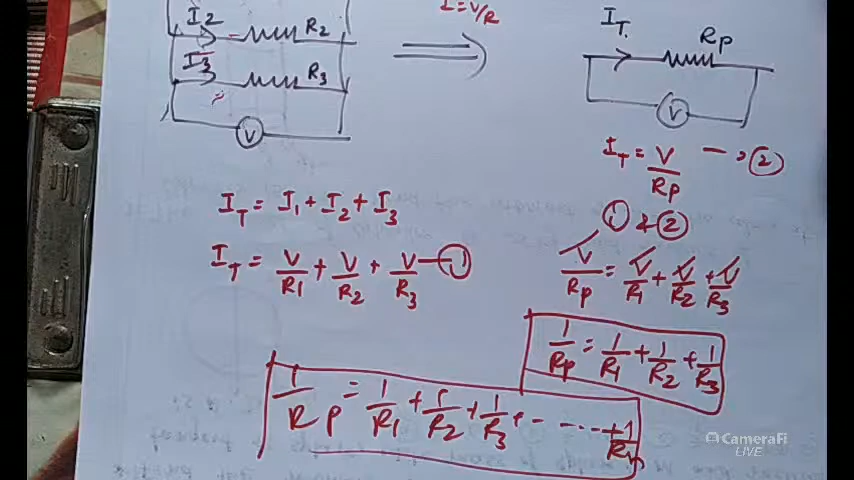 I = V/R
I2
R2
I3
R3
V
IT
Rp
V
IT = V/Rp --→ ②
IT = I1 + I2 + I3
① & ②
IT = V/R1 + V/R2 + V/R3 — ①
V/Rp = V/R1 + V/R2 + V/R3
1/Rp = 1/R1 + 1/R2 + 1/R3
1/Rp = 1/R1 + 1/R2 + 1/R3 + - - - - - - + 1/Rn
CameraFi
LIVE